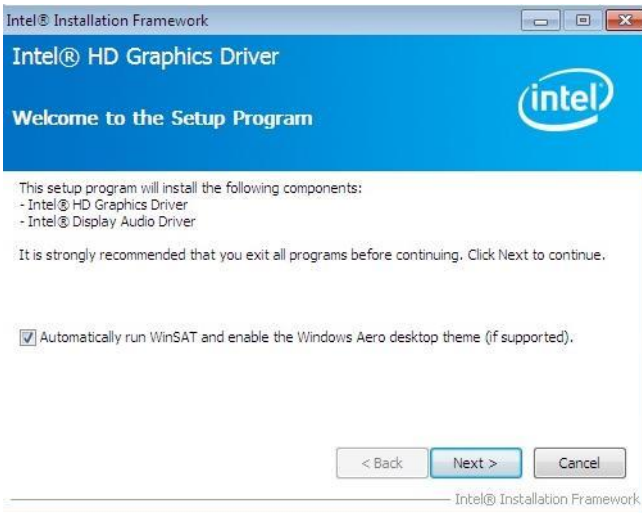 Intel® Installation Framework
Intel® HD Graphics Driver
intel
Welcome to the Setup Program
This setup program will install the following components:
- Intel® HD Graphics Driver
- Intel® Display Audio Driver
It is strongly recommended that you exit all programs before continuing. Click Next to continue.
Automatically run WinSAT and enable the Windows Aero desktop theme (if supported).
< Back Next > Cancel
Intel® Installation Framework